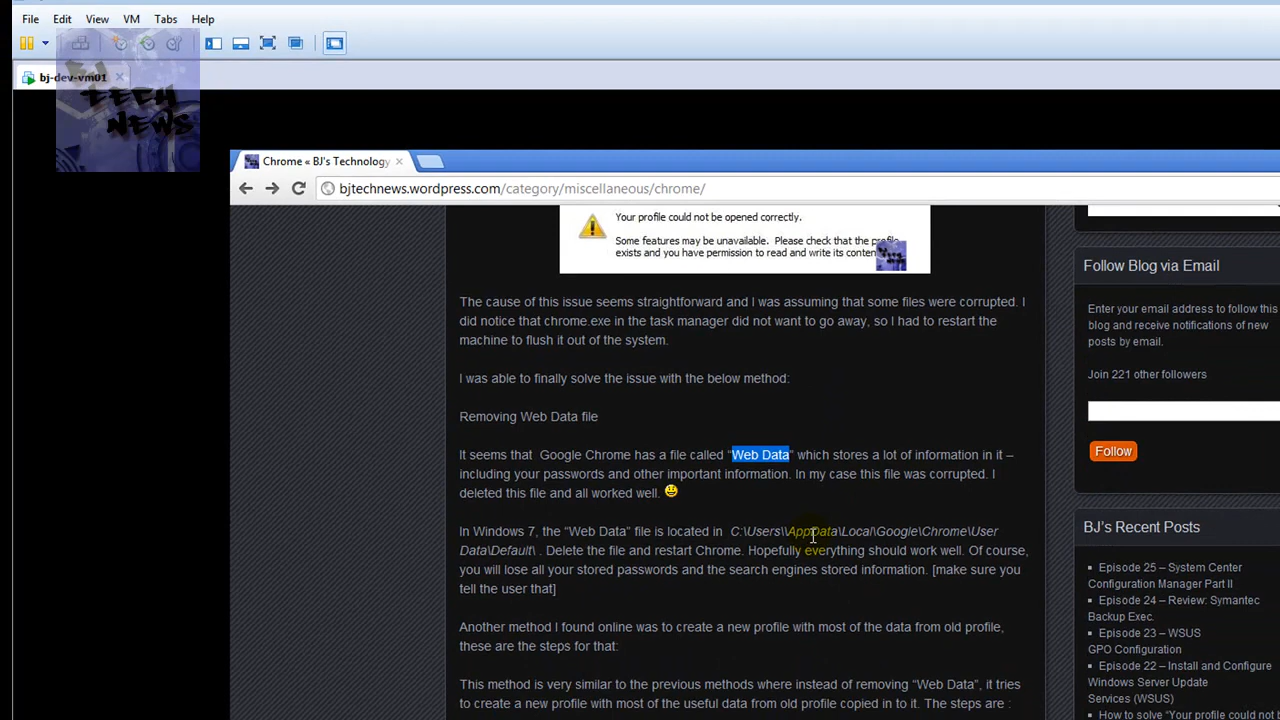 File Edit View VM Tabs Help
bj-dev-vm01
BJ TECH NEWS
Chrome « BJ's Technology
bjtechnews.wordpress.com/category/miscellaneous/chrome/
Your profile could not be opened correctly.
Some features may be unavailable. Please check that the profile
exists and you have permission to read and write its conten
The cause of this issue seems straightforward and I was assuming that some files were corrupted. I
did notice that chrome.exe in the task manager did not want to go away, so I had to restart the
machine to flush it out of the system.
I was able to finally solve the issue with the below method:
Removing Web Data file
It seems that Google Chrome has a file called “Web Data” which stores a lot of information in it –
including your passwords and other important information. In my case this file was corrupted. I
deleted this file and all worked well.
In Windows 7, the “Web Data” file is located in C:\Users\\AppData\Local\Google\Chrome\User
Data\Default\ . Delete the file and restart Chrome. Hopefully everything should work well. Of course,
you will lose all your stored passwords and the search engines stored information. [make sure you
tell the user that]
Another method I found online was to create a new profile with most of the data from old profile,
these are the steps for that:
This method is very similar to the previous methods where instead of removing “Web Data”, it tries
to create a new profile with most of the useful data from old profile copied in to it. The steps are :
Follow Blog via Email
Enter your email address to follow this
blog and receive notifications of new
posts by email.
Join 221 other followers
Follow
BJ's Recent Posts
Episode 25 – System Center
Configuration Manager Part II
Episode 24 – Review: Symantec
Backup Exec.
Episode 23 – WSUS
GPO Configuration
Episode 22 – Install and Configure
Windows Server Update
Services (WSUS)
How to solve “Your profile could not b